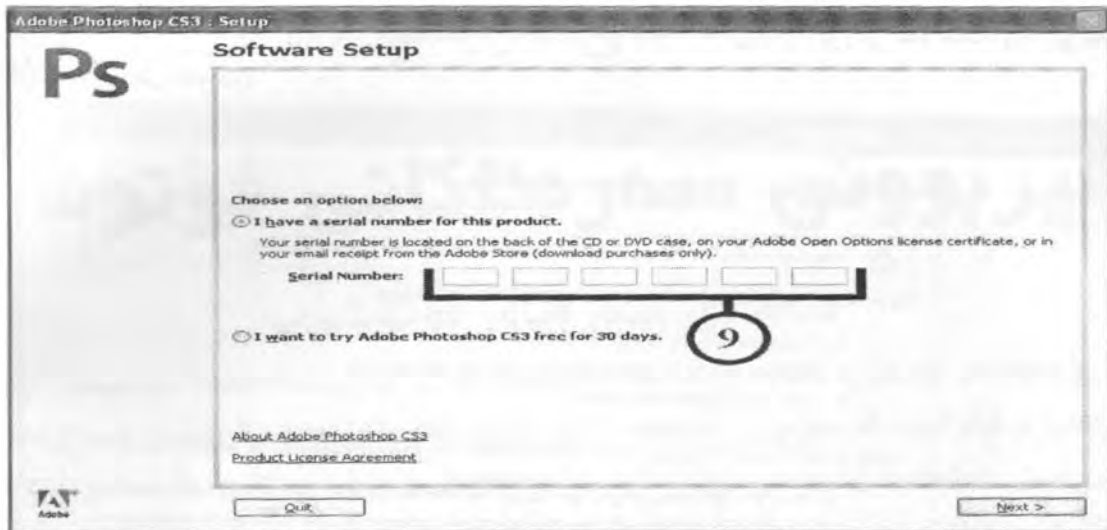 Adobe Photoshop CS3 : Setup
Ps
Software Setup
Choose an option below:
I have a serial number for this product.
Your serial number is located on the back of the CD or DVD case, on your Adobe Open Options license certificate, or in
your email receipt from the Adobe Store (download purchases only).
Serial Number:
9
I want to try Adobe Photoshop CS3 free for 30 days.
About Adobe Photoshop CS3
Product License Agreement
Adobe
Quit
Next >